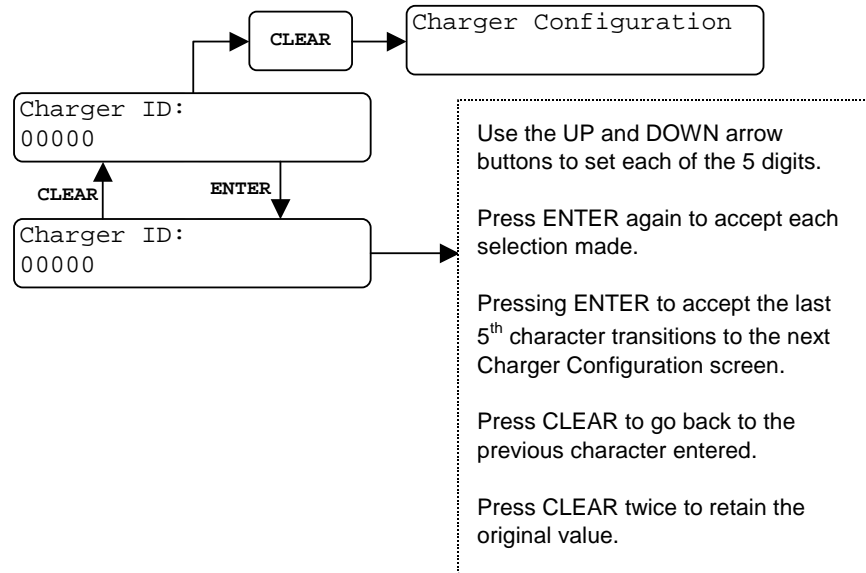 CLEAR
Charger Configuration
Charger ID:
00000
CLEAR
ENTER
Charger ID:
00000
Use the UP and DOWN arrow
buttons to set each of the 5 digits.
Press ENTER again to accept each
selection made.
Pressing ENTER to accept the last
5th character transitions to the next
Charger Configuration screen.
Press CLEAR to go back to the
previous character entered.
Press CLEAR twice to retain the
original value.